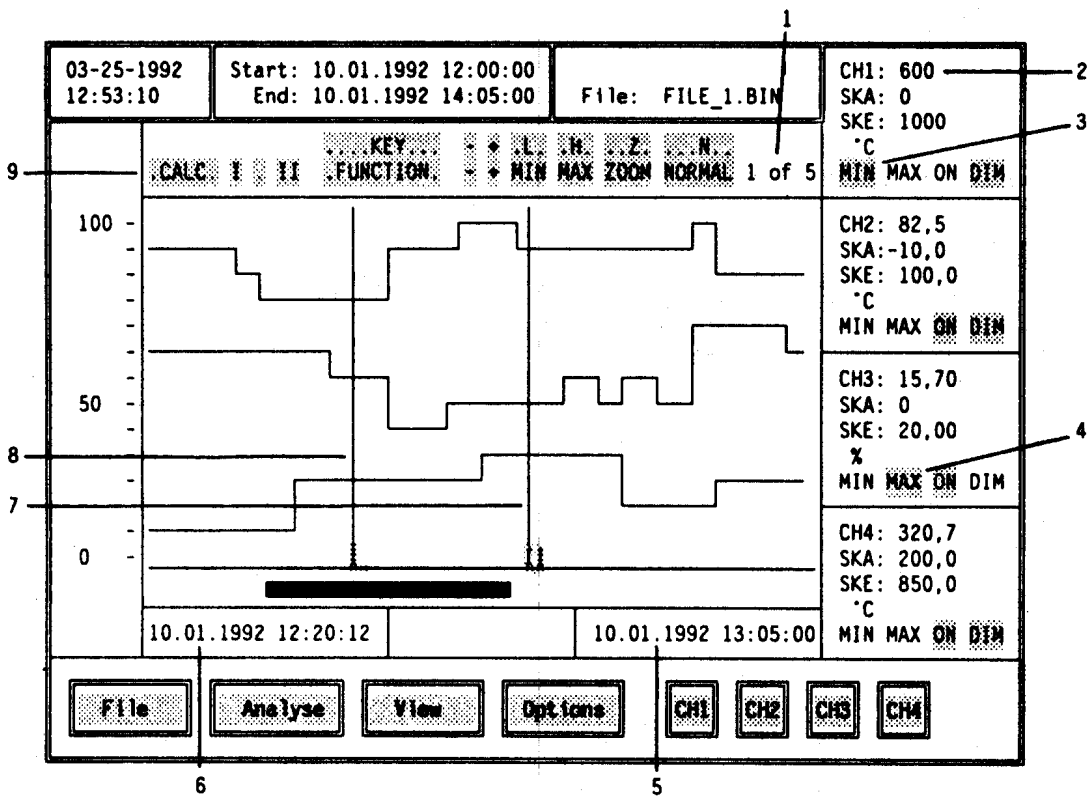 1
03-25-1992
12:53:10
Start: 10.01.1992 12:00:00
End: 10.01.1992 14:05:00
File: FILE_1.BIN
CH1: 600
SKA: 0
SKE: 1000
°C
MIN MAX ON DIM
2
3
9
....KEY... - + .L. .H. ..Z. ...N..
.CALC. I . II .FUNCTION. - + MIN MAX ZOOM NORMAL 1 of 5
CH2: 82,5
SKA:-10,0
SKE: 100,0
°C
MIN MAX ON DIM
100
50
0
CH3: 15,70
SKA: 0
SKE: 20,00
%
MIN MAX ON DIM
4
8
7
CH4: 320,7
SKA: 200,0
SKE: 850,0
°C
MIN MAX ON DIM
10.01.1992 12:20:12
10.01.1992 13:05:00
File
Analyse
View
Options
CH1
CH2
CH3
CH4
6
5